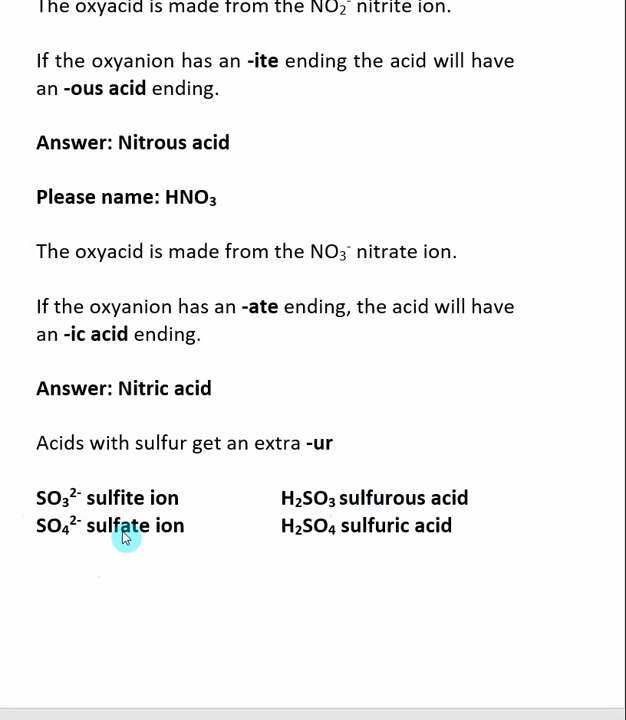 The oxyacid is made from the NO₂⁻ nitrite ion.
If the oxyanion has an -ite ending the acid will have
an -ous acid ending.
Answer: Nitrous acid
Please name: HNO₃
The oxyacid is made from the NO₃⁻ nitrate ion.
If the oxyanion has an -ate ending, the acid will have
an -ic acid ending.
Answer: Nitric acid
Acids with sulfur get an extra -ur
SO₃²⁻ sulfite ion H₂SO₃ sulfurous acid
SO₄²⁻ sulfate ion H₂SO₄ sulfuric acid